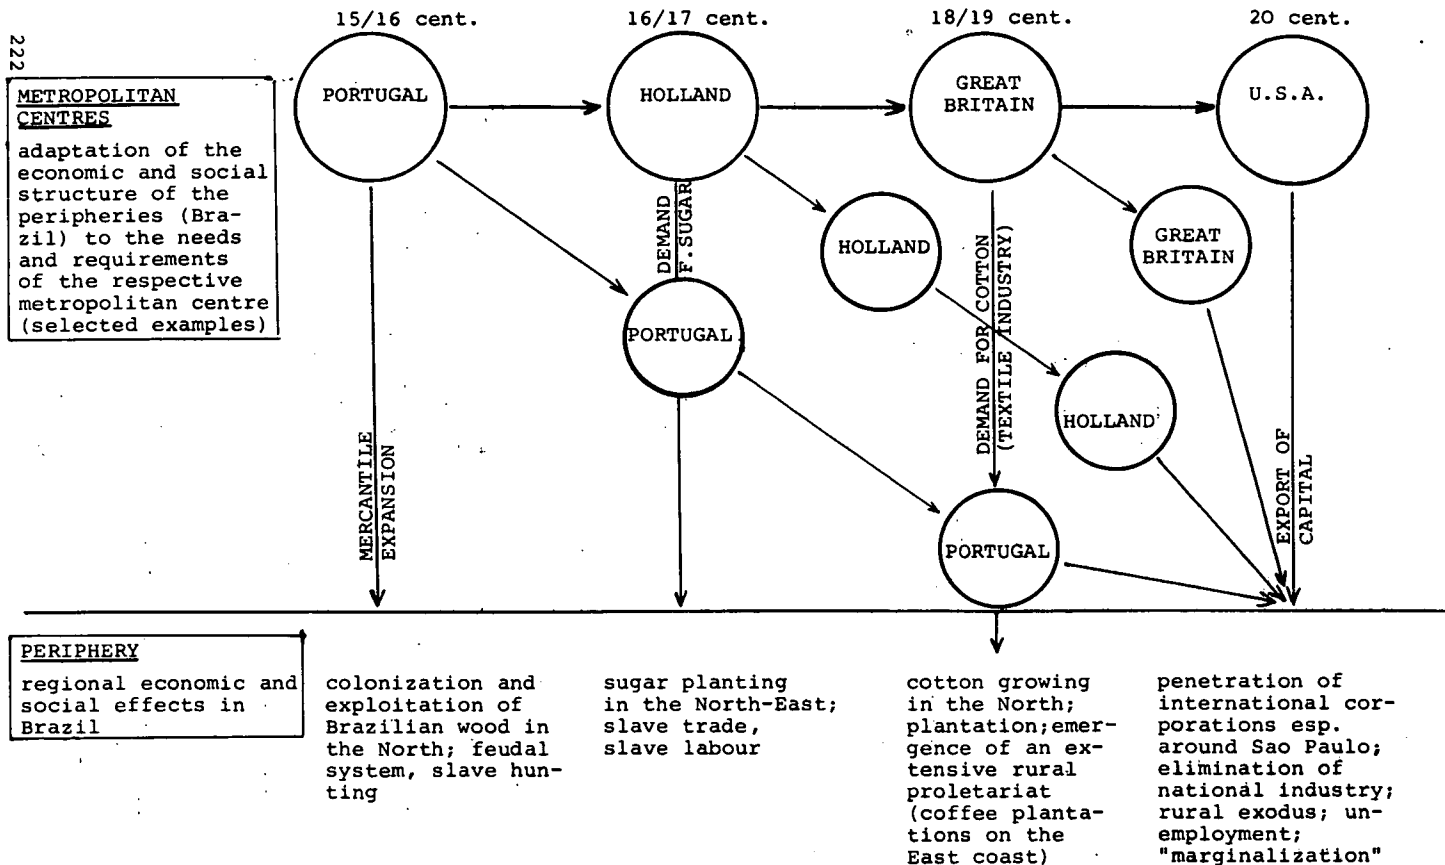 15/16 cent.
16/17 cent.
18/19 cent.
20 cent.
222
METROPOLITAN
CENTRES
adaptation of the
economic and social
structure of the
peripheries (Bra-
zil) to the needs
and requirements
of the respective
metropolitan centre
(selected examples)
PORTUGAL
HOLLAND
GREAT
BRITAIN
U.S.A.
DEMAND
F.SUGAR
HOLLAND
GREAT
BRITAIN
PORTUGAL
DEMAND FOR COTTON
(TEXTILE INDUSTRY)
HOLLAND
MERCANTILE
EXPANSION
PORTUGAL
EXPORT OF
CAPITAL
PERIPHERY
regional economic and
social effects in
Brazil
colonization and
exploitation of
Brazilian wood in
the North; feudal
system, slave hun-
ting
sugar planting
in the North-East;
slave trade,
slave labour
cotton growing
in the North;
plantation;emer-
gence of an ex-
tensive rural
proletariat
(coffee planta-
tions on the
East coast)
penetration of
international cor-
porations esp.
around Sao Paulo;
elimination of
national industry;
rural exodus; un-
employment;
"marginalization"